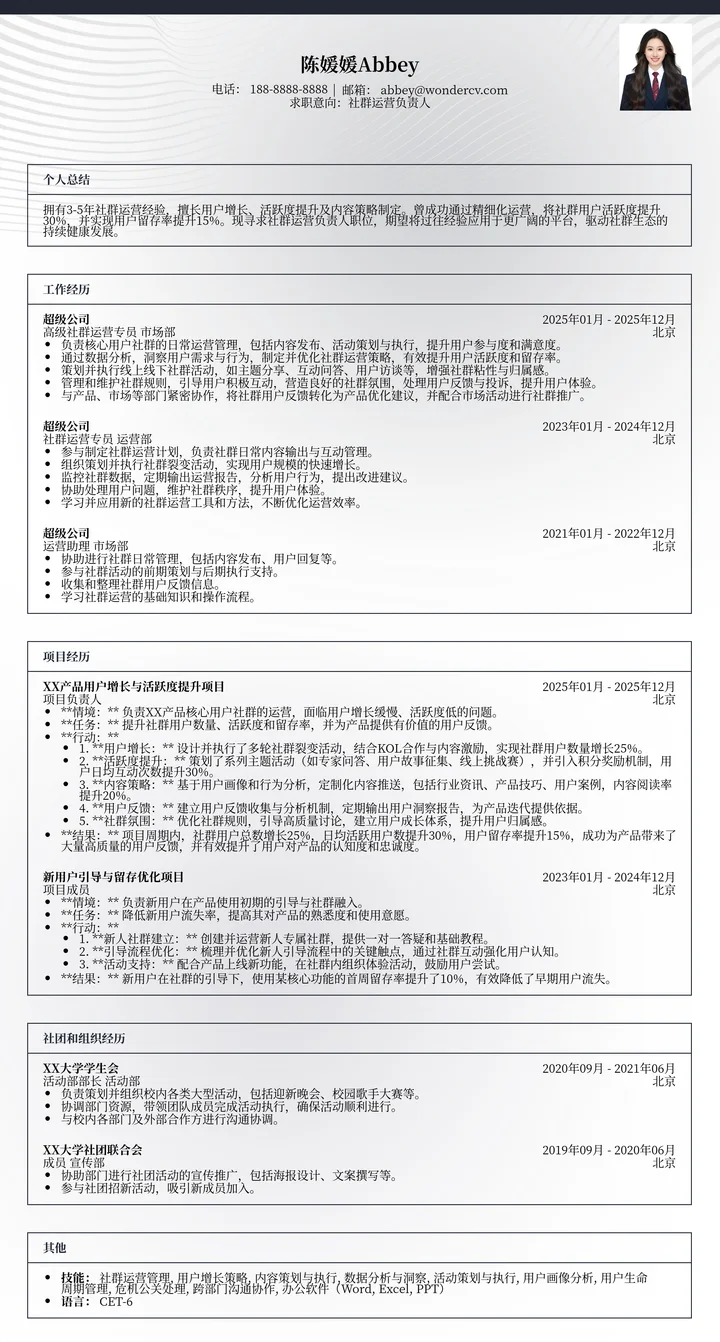 陈媛媛Abbey
电话： 188-8888-8888 │ 邮箱： abbey@wondercv.com
求职意向：社群运营负责人
个人总结
拥有3-5年社群运营经验，擅长用户增长、活跃度提升及内容策略制定。曾成功通过精细化运营，将社群用户活跃度提升
30%，并实现用户留存率提升15%。现寻求社群运营负责人职位，期望将过往经验应用于更广阔的平台，驱动社群生态的
持续健康发展。
工作经历
超级公司 2025年01月 - 2025年12月
高级社群运营专员 市场部 北京
• 负责核心用户社群的日常运营管理，包括内容发布、活动策划与执行，提升用户参与度和满意度。
• 通过数据分析，洞察用户需求与行为，制定并优化社群运营策略，有效提升用户活跃度和留存率。
• 策划并执行线上线下社群活动，如主题分享、互动问答、用户访谈等，增强社群粘性与归属感。
• 管理和维护社群规则，引导用户积极互动，营造良好的社群氛围，处理用户反馈与投诉，提升用户体验。
• 与产品、市场等部门紧密协作，将社群用户反馈转化为产品优化建议，并配合市场活动进行社群推广。
超级公司 2023年01月 - 2024年12月
社群运营专员 运营部 北京
• 参与制定社群运营计划，负责社群日常内容输出与互动管理。
• 组织策划并执行社群裂变活动，实现用户规模的快速增长。
• 监控社群数据，定期输出运营报告，分析用户行为，提出改进建议。
• 协助处理用户问题，维护社群秩序，提升用户体验。
• 学习并应用新的社群运营工具和方法，不断优化运营效率。
超级公司 2021年01月 - 2022年12月
运营助理 市场部 北京
• 协助进行社群日常管理，包括内容发布、用户回复等。
• 参与社群活动的前期策划与后期执行支持。
• 收集和整理社群用户反馈信息。
• 学习社群运营的基础知识和操作流程。
项目经历
XX产品用户增长与活跃度提升项目 2025年01月 - 2025年12月
项目负责人 北京
• **情境：** 负责XX产品核心用户社群的运营，面临用户增长缓慢、活跃度低的问题。
• **任务：** 提升社群用户数量、活跃度和留存率，并为产品提供有价值的用户反馈。
• **行动：**
• 1. **用户增长：** 设计并执行了多轮社群裂变活动，结合KOL合作与内容激励，实现社群用户数量增长25%。
• 2. **活跃度提升：** 策划了系列主题活动（如专家问答、用户故事征集、线上挑战赛），并引入积分奖励机制，用
户日均互动次数提升30%。
• 3. **内容策略：** 基于用户画像和行为分析，定制化内容推送，包括行业资讯、产品技巧、用户案例，内容阅读率
提升20%。
• 4. **用户反馈：** 建立用户反馈收集与分析机制，定期输出用户洞察报告，为产品迭代提供依据。
• 5. **社群氛围：** 优化社群规则，引导高质量讨论，建立用户成长体系，提升用户归属感。
• **结果：** 项目周期内，社群用户总数增长25%，日均活跃用户数提升30%，用户留存率提升15%，成功为产品带来了
大量高质量的用户反馈，并有效提升了用户对产品的认知度和忠诚度。
新用户引导与留存优化项目 2023年01月 - 2024年12月
项目成员 北京
• **情境：** 负责新用户在产品使用初期的引导与社群融入。
• **任务：** 降低新用户流失率，提高其对产品的熟悉度和使用意愿。
• **行动：**
• 1. **新人社群建立：** 创建并运营新人专属社群，提供一对一答疑和基础教程。
• 2. **引导流程优化：** 梳理并优化新人引导流程中的关键触点，通过社群互动强化用户认知。
• 3. **活动支持：** 配合产品上线新功能，在社群内组织体验活动，鼓励用户尝试。
• **结果：** 新用户在社群的引导下，使用某核心功能的首周留存率提升了10%，有效降低了早期用户流失。
社团和组织经历
XX大学学生会 2020年09月 - 2021年06月
活动部部长 活动部 北京
• 负责策划并组织校内各类大型活动，包括迎新晚会、校园歌手大赛等。
• 协调部门资源，带领团队成员完成活动执行，确保活动顺利进行。
• 与校内各部门及外部合作方进行沟通协调。
XX大学社团联合会 2019年09月 - 2020年06月
成员 宣传部 北京
• 协助部门进行社团活动的宣传推广，包括海报设计、文案撰写等。
• 参与社团招新活动，吸引新成员加入。
其他
• 技能： 社群运营管理, 用户增长策略, 内容策划与执行, 数据分析与洞察, 活动策划与执行, 用户画像分析, 用户生命
周期管理, 危机公关处理, 跨部门沟通协作, 办公软件（Word, Excel, PPT）
• 语言： CET-6